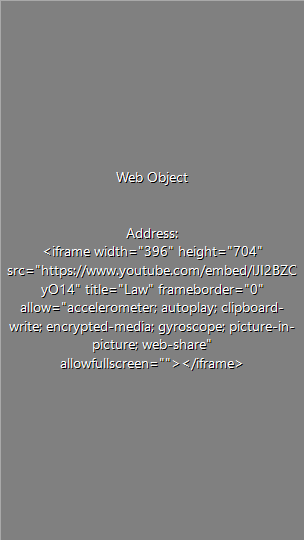 Web Object
Address:
<iframe width="396" height="704"
src="https://www.youtube.com/embed/lJI2BZC
yO14" title="Law" frameborder="0"
allow="accelerometer; autoplay; clipboard-
write; encrypted-media; gyroscope; picture-in-
picture; web-share"
allowfullscreen=""></iframe>